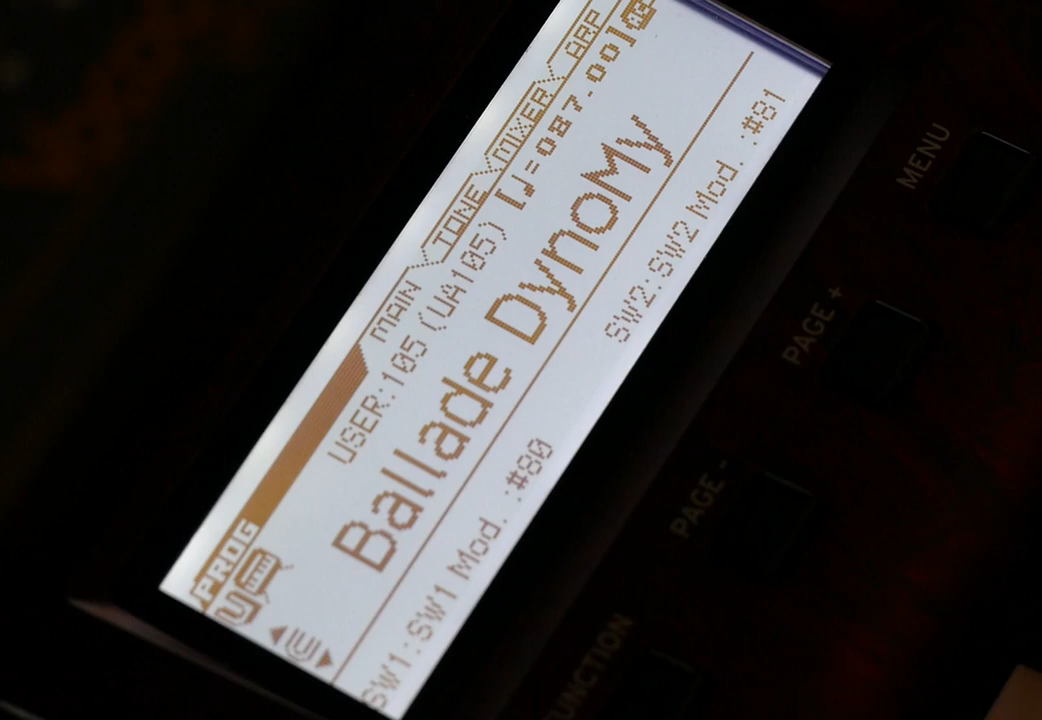 PROG MAIN TONE MIXER ARP
U USER:105 (UA105) [♩=087.00]
U Ballade DynoMy
SW1:SW1 Mod. :#80 SW2:SW2 Mod. :#81
FUNCTION PAGE - PAGE + MENU